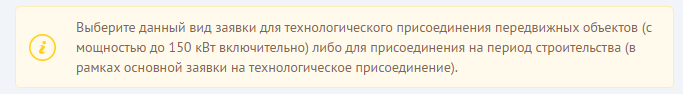 Выберите данный вид заявки для технологического присоединения передвижных объектов (с
мощностью до 150 кВт включительно) либо для присоединения на период строительства (в
рамках основной заявки на технологическое присоединение).